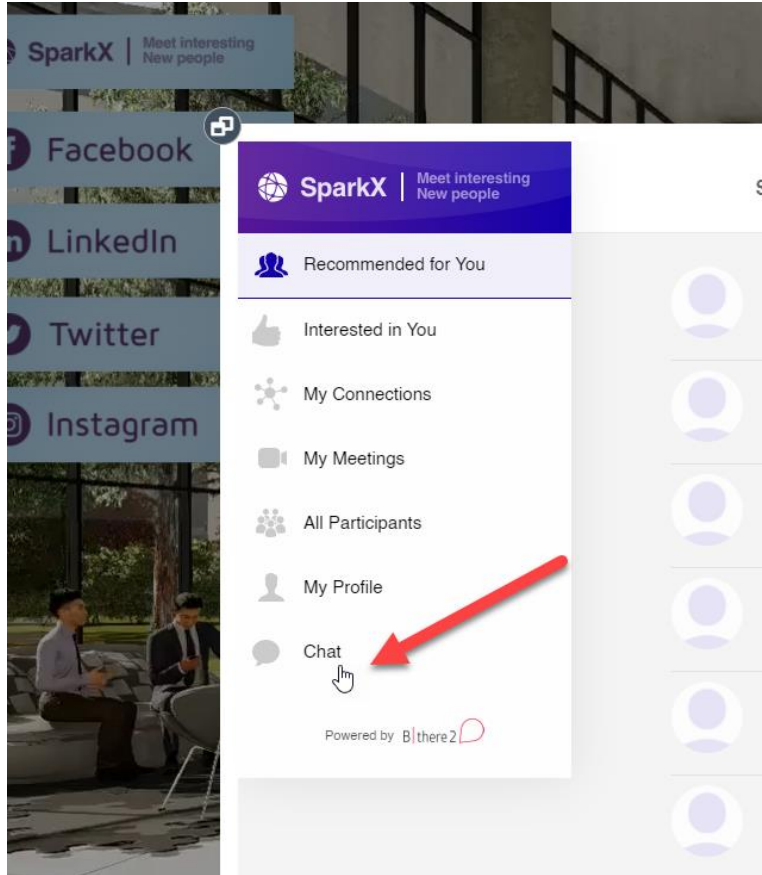 SparkX
Meet interesting
New people
Facebook
LinkedIn
Twitter
Instagram
SparkX
Meet interesting
New people
Recommended for You
Interested in You
My Connections
My Meetings
All Participants
My Profile
Chat
Powered by B|there2